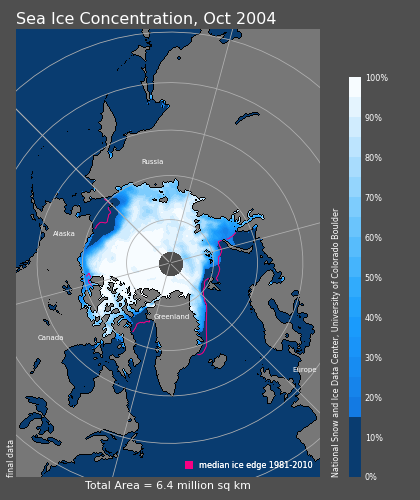 Sea Ice Concentration, Oct 2004
Russia
Alaska
Greenland
Canada
Europe
median ice edge 1981-2010
Total Area = 6.4 million sq km
final data
100%
90%
80%
70%
60%
50%
40%
30%
20%
10%
0%
National Snow and Ice Data Center, University of Colorado Boulder